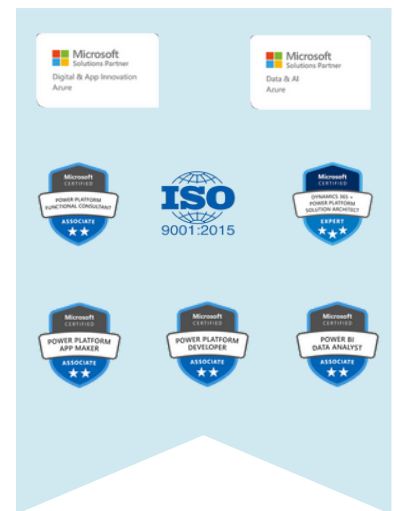 Microsoft
Solutions Partner
Digital & App Innovation
Azure
Microsoft
Solutions Partner
Data & AI
Azure
Microsoft
CERTIFIED
POWER PLATFORM
FUNCTIONAL CONSULTANT
ASSOCIATE
ISO
9001:2015
Microsoft
CERTIFIED
DYNAMICS 365 +
POWER PLATFORM
SOLUTION ARCHITECT
EXPERT
Microsoft
CERTIFIED
POWER PLATFORM
APP MAKER
ASSOCIATE
Microsoft
CERTIFIED
POWER PLATFORM
DEVELOPER
ASSOCIATE
Microsoft
CERTIFIED
POWER BI
DATA ANALYST
ASSOCIATE